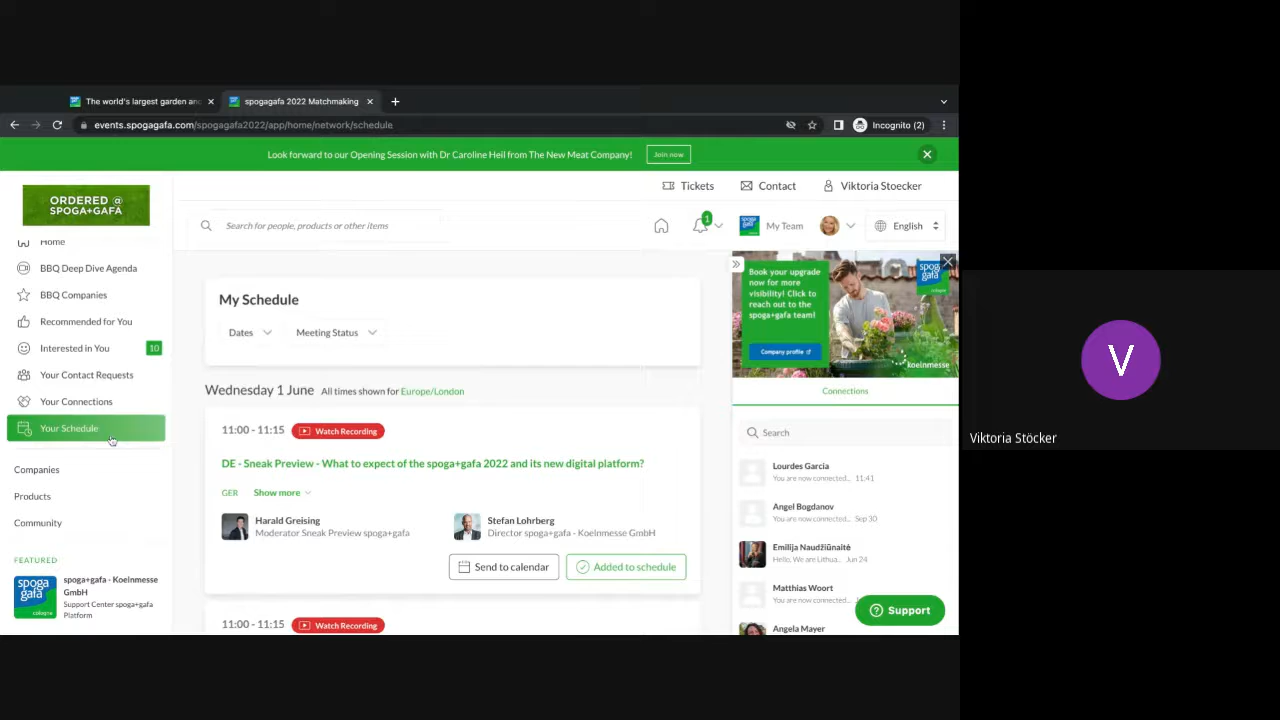 The world's largest garden an
spogagafa 2022 Matchmaking
events.spogagafa.com/spogagafa2022/app/home/network/schedule
Incognito (2)
Look forward to our Opening Session with Dr Caroline Heil from The New Meat Company!
Join now
ORDERED @
SPOGA+GAFA
Tickets
Contact
Viktoria Stoecker
Search for people, products or other items
1
My Team
English
Home
BBQ Deep Dive Agenda
BBQ Companies
Recommended for You
Interested in You
10
Your Contact Requests
Your Connections
Your Schedule
Companies
Products
Community
FEATURED
spoga
gafa
cologne
spoga+gafa - Koelnmesse
GmbH
Support Center spoga+gafa
Platform
My Schedule
Dates
Meeting Status
Wednesday 1 June
All times shown for Europe/London
11:00 - 11:15
Watch Recording
DE - Sneak Preview - What to expect of the spoga+gafa 2022 and its new digital platform?
GER
Show more
Harald Greising
Moderator Sneak Preview spoga+gafa
Stefan Lohrberg
Director spoga+gafa - Koelnmesse GmbH
Send to calendar
Added to schedule
11:00 - 11:15
Watch Recording
Book your upgrade
now for more
visibility! Click to
reach out to the
spoga+gafa team!
Company profile
spoga
gafa
koelnmesse
Connections
Search
Lourdes Garcia
You are now connected... 11:41
Angel Bogdanov
You are now connected... Sep 30
Emilija Naudžiūnaitė
Hello, We are Lithua... Jun 24
Matthias Woort
You are now connected...
Angela Mayer
Support
V
Viktoria Stöcker